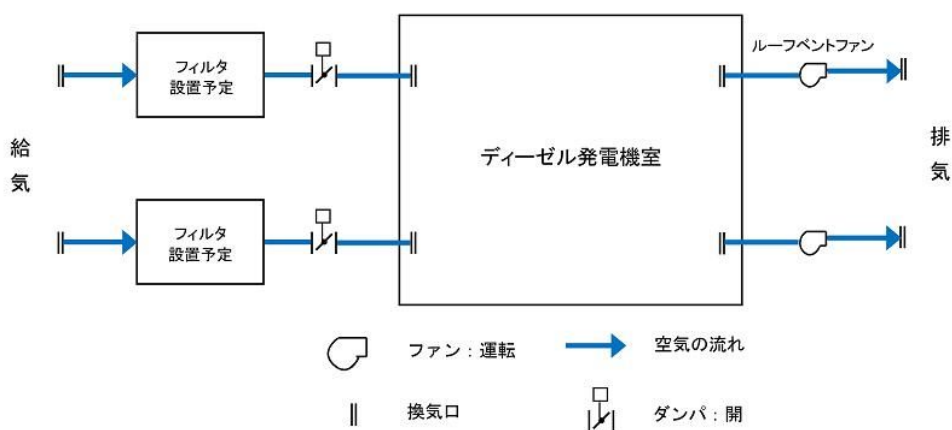 ルーフベントファン
フィルタ
設置予定
給気
ディーゼル発電機室
排気
フィルタ
設置予定
ファン：運転
空気の流れ
換気口
ダンパ：開